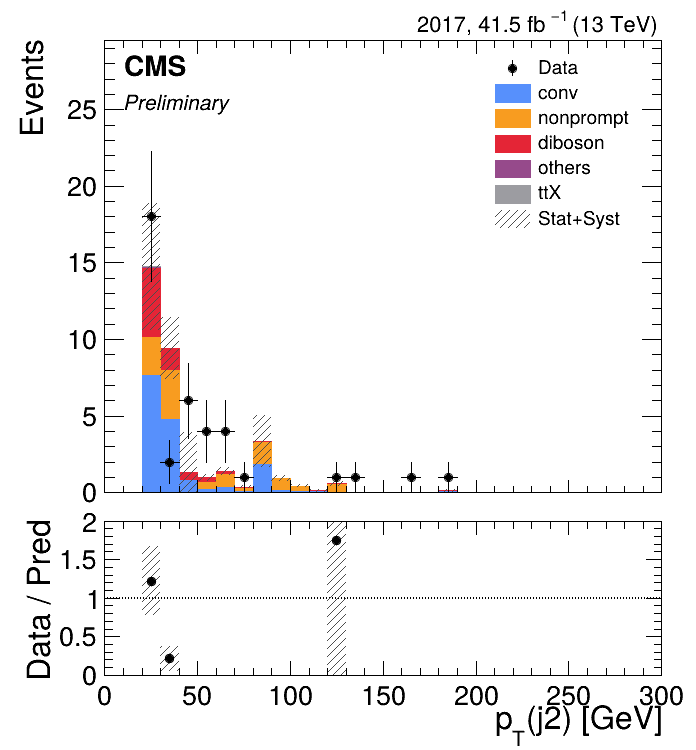 2017, 41.5 fb⁻¹ (13 TeV)
CMS
Preliminary
Events
25
20
15
10
5
0
Data
conv
nonprompt
diboson
others
ttX
Stat+Syst
Data / Pred
2
1.5
1
0.5
0
0 50 100 150 200 250 300
p_T(j2) [GeV]